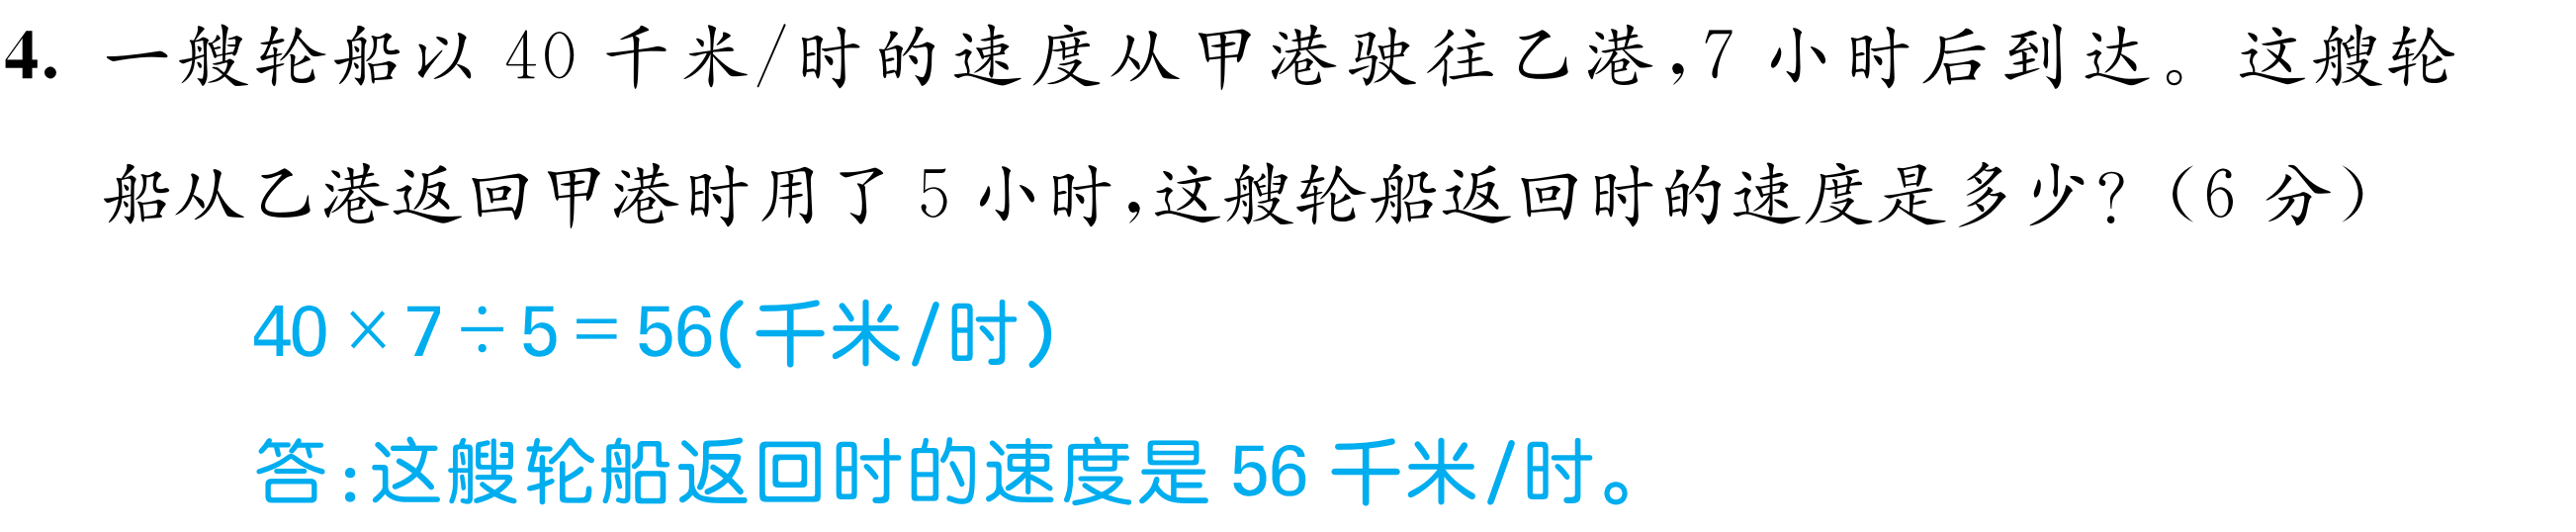 4. 一艘轮船以 40 千米/时的速度从甲港驶往乙港,7 小时后到达。这艘轮
船从乙港返回甲港时用了 5 小时,这艘轮船返回时的速度是多少?(6 分)
40×7÷5=56(千米/时)
答:这艘轮船返回时的速度是 56 千米/时。